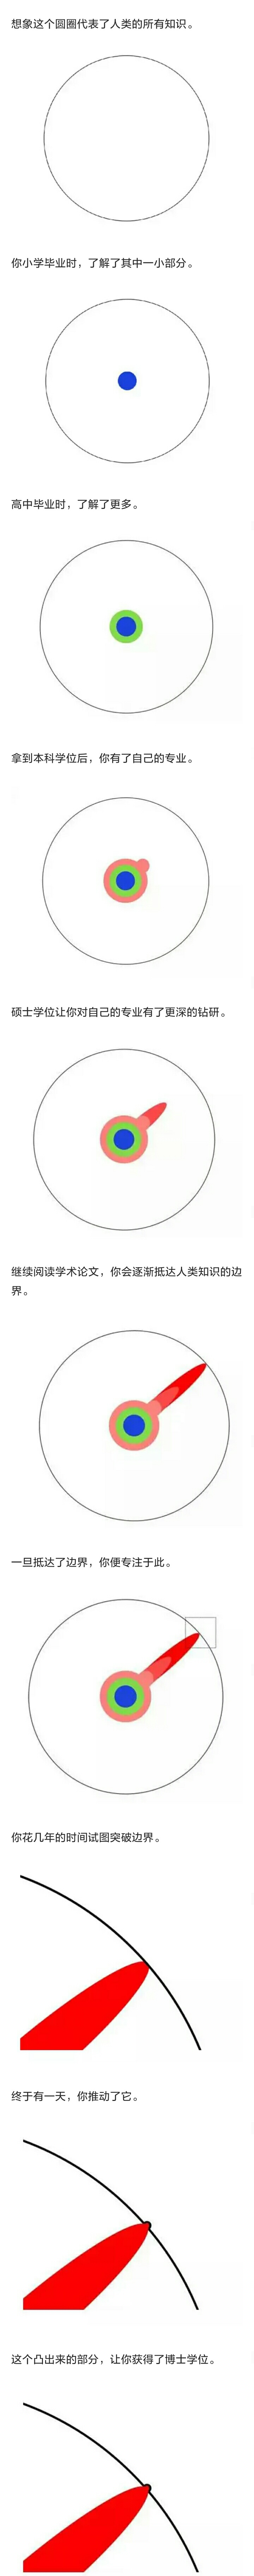 想象这个圆圈代表了人类的所有知识。
你小学毕业时，了解了其中一小部分。
高中毕业时，了解了更多。
拿到本科学位后，你有了自己的专业。
硕士学位让你对自己的专业有了更深的钻研。
继续阅读学术论文，你会逐渐抵达人类知识的边
界。
一旦抵达了边界，你便专注于此。
你花几年的时间试图突破边界。
终于有一天，你推动了它。
这个凸出来的部分，让你获得了博士学位。